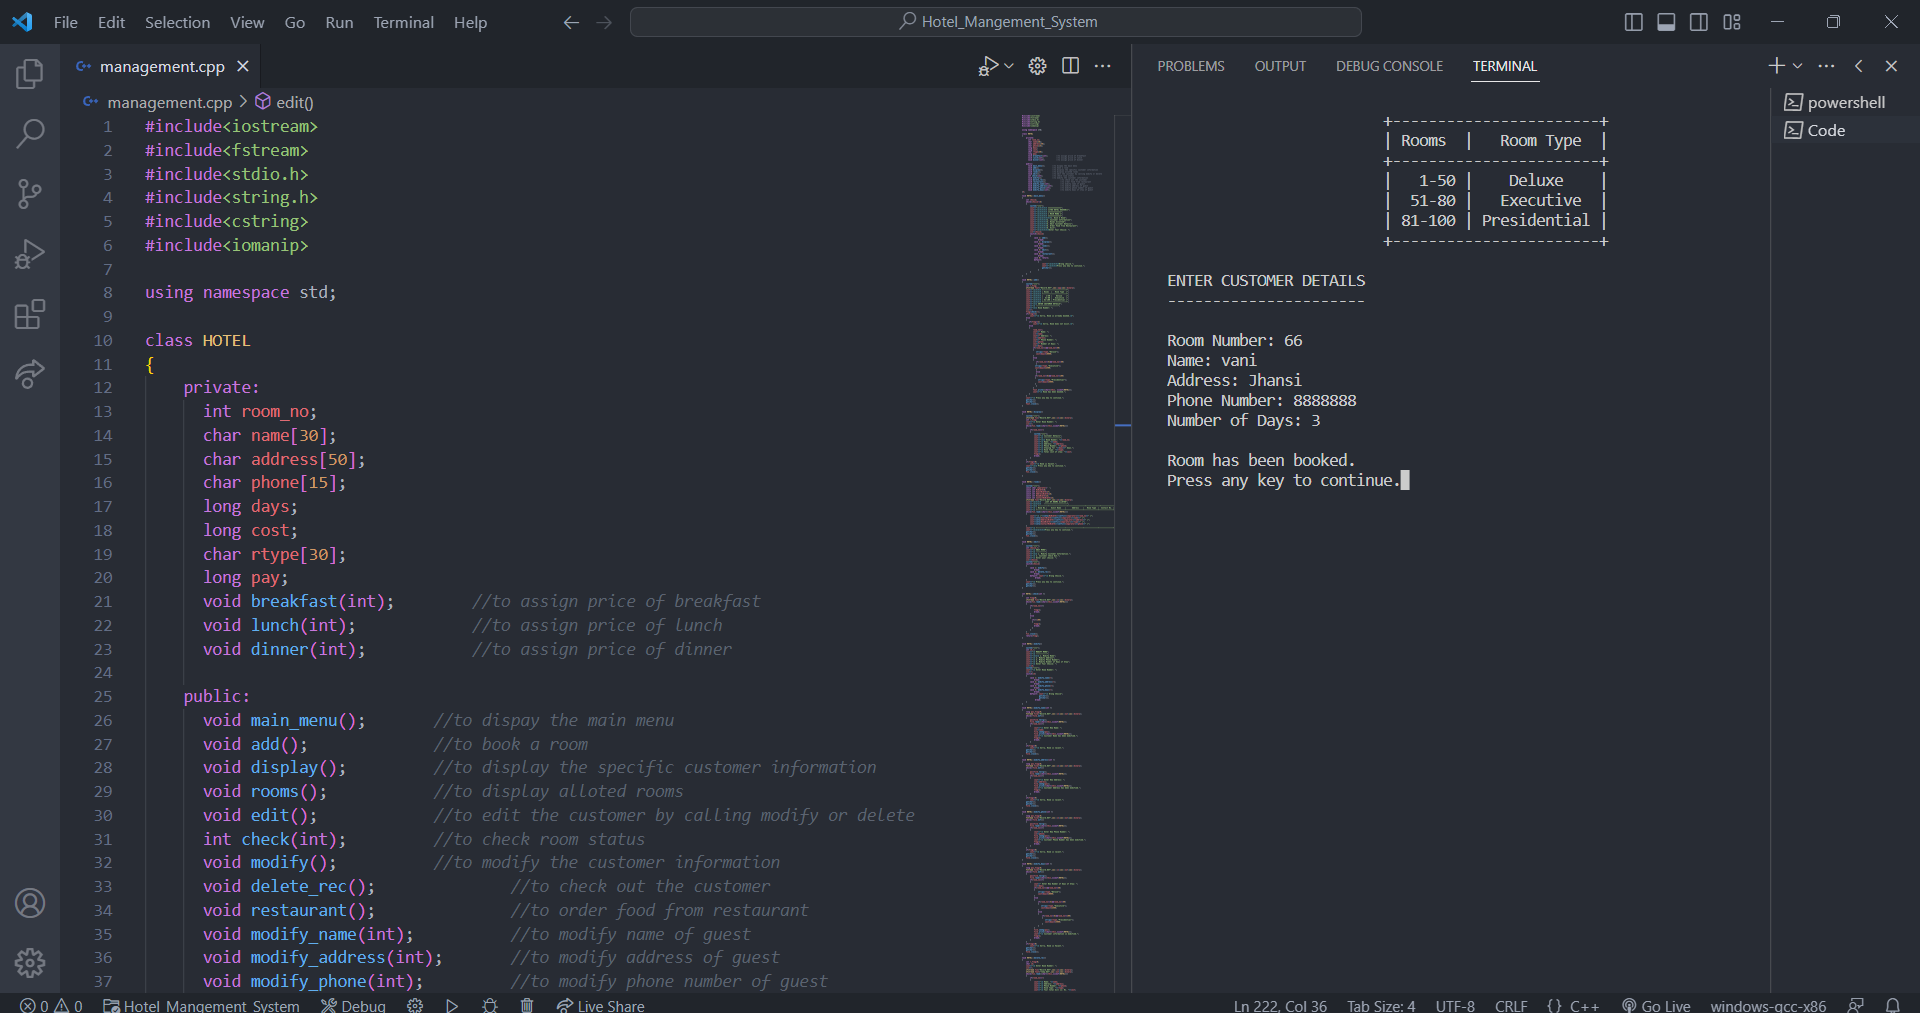 File Edit Selection View Go Run Terminal Help
Hotel_Mangement_System
management.cpp
management.cpp > edit()
1 #include<iostream>
2 #include<fstream>
3 #include<stdio.h>
4 #include<string.h>
5 #include<cstring>
6 #include<iomanip>
7
8 using namespace std;
9
10 class HOTEL
11 {
12 private:
13 int room_no;
14 char name[30];
15 char address[50];
16 char phone[15];
17 long days;
18 long cost;
19 char rtype[30];
20 long pay;
21 void breakfast(int); //to assign price of breakfast
22 void lunch(int); //to assign price of lunch
23 void dinner(int); //to assign price of dinner
24
25 public:
26 void main_menu(); //to dispay the main menu
27 void add(); //to book a room
28 void display(); //to display the specific customer information
29 void rooms(); //to display alloted rooms
30 void edit(); //to edit the customer by calling modify or delete
31 int check(int); //to check room status
32 void modify(); //to modify the customer information
33 void delete_rec(); //to check out the customer
34 void restaurant(); //to order food from restaurant
35 void modify_name(int); //to modify name of guest
36 void modify_address(int); //to modify address of guest
37 void modify_phone(int); //to modify phone number of guest
PROBLEMS OUTPUT DEBUG CONSOLE TERMINAL
powershell
Code
+-----------------------+
| Rooms | Room Type |
+-----------------------+
| 1-50 | Deluxe |
| 51-80 | Executive |
| 81-100 | Presidential |
+-----------------------+
ENTER CUSTOMER DETAILS
----------------------
Room Number: 66
Name: vani
Address: Jhansi
Phone Number: 8888888
Number of Days: 3
Room has been booked.
Press any key to continue.
0 0 Hotel_Mangement_System Debug Live Share Ln 222, Col 36 Tab Size: 4 UTF-8 CRLF {} C++ Go Live windows-gcc-x86